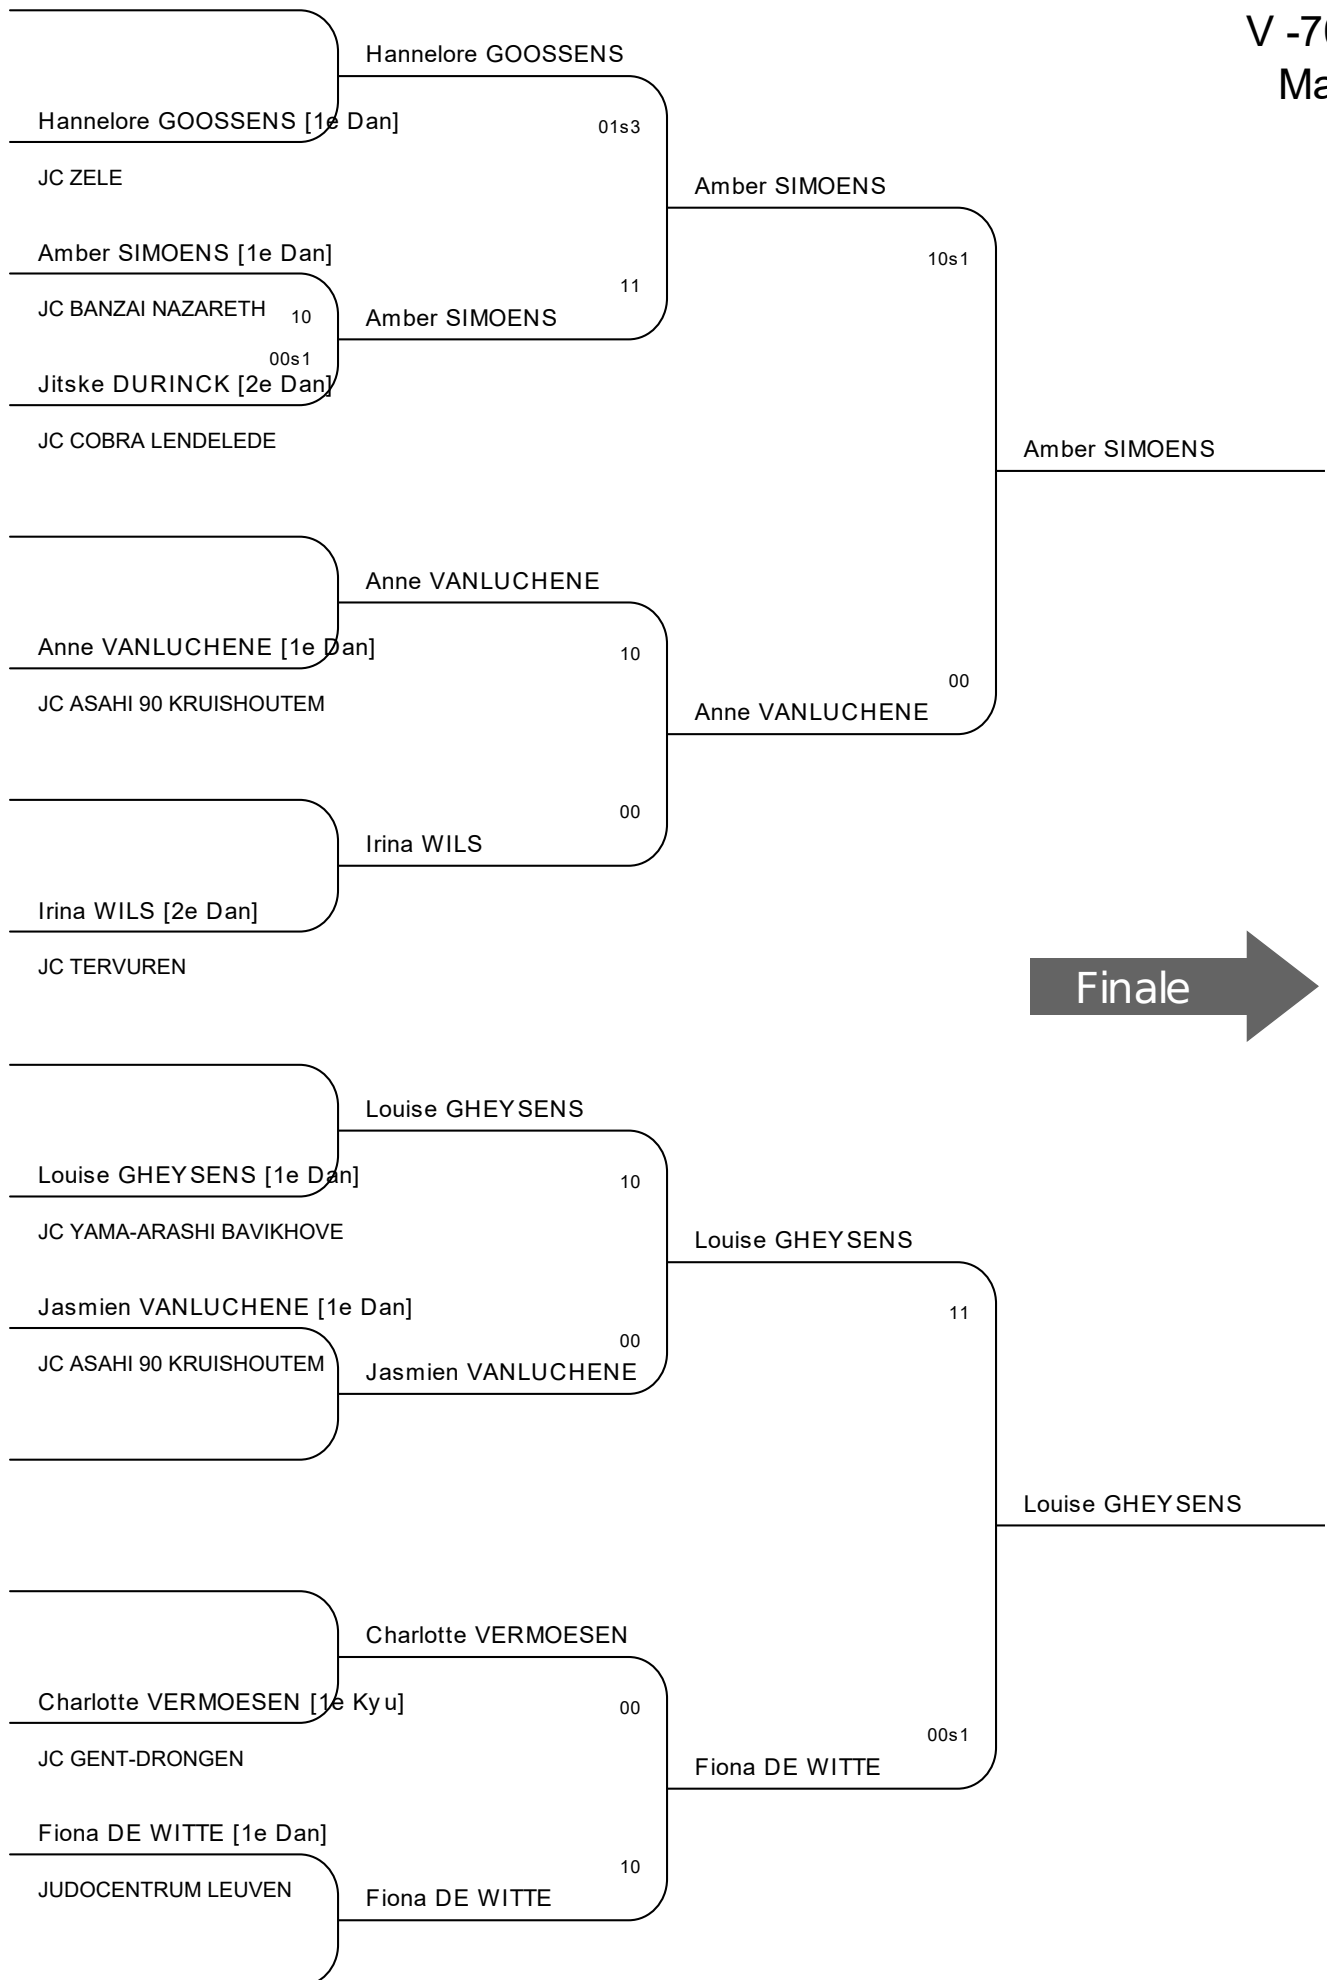 V -7
Ma
Hannelore GOOSSENS
Hannelore GOOSSENS [1e Dan]
01s3
JC ZELE
Amber SIMOENS
Amber SIMOENS [1e Dan]
10s1
11
JC BANZAI NAZARETH 10
Amber SIMOENS
00s1
Jitske DURINCK [2e Dan]
JC COBRA LENDELEDE
Amber SIMOENS
Anne VANLUCHENE
Anne VANLUCHENE [1e Dan]
10
00
JC ASAHI 90 KRUISHOUTEM
Anne VANLUCHENE
00
Irina WILS
Irina WILS [2e Dan]
JC TERVUREN
Finale
Louise GHEYSENS
Louise GHEYSENS [1e Dan]
10
JC YAMA-ARASHI BAVIKHOVE
Louise GHEYSENS
Jasmien VANLUCHENE [1e Dan]
11
00
JC ASAHI 90 KRUISHOUTEM
Jasmien VANLUCHENE
Louise GHEYSENS
Charlotte VERMOESEN
Charlotte VERMOESEN [1e Kyu]
00
00s1
JC GENT-DRONGEN
Fiona DE WITTE
Fiona DE WITTE [1e Dan]
10
JUDOCENTRUM LEUVEN
Fiona DE WITTE